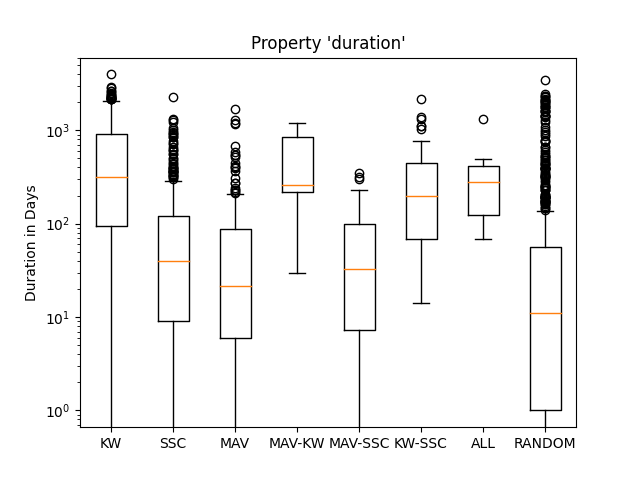 Property 'duration'
Duration in Days
10³
10²
10¹
10⁰
KW SSC MAV MAV-KW MAV-SSC KW-SSC ALL RANDOM